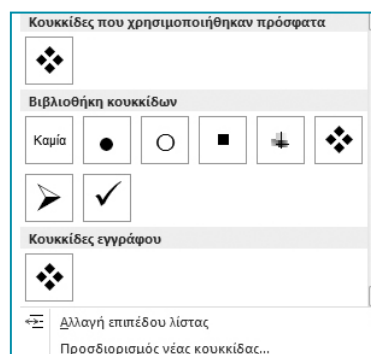 Κουκκίδες που χρησιμοποιήθηκαν πρόσφατα
Βιβλιοθήκη κουκκίδων
Καμία
Κουκκίδες εγγράφου
Αλλαγή επιπέδου λίστας
Προσδιορισμός νέας κουκκίδας...